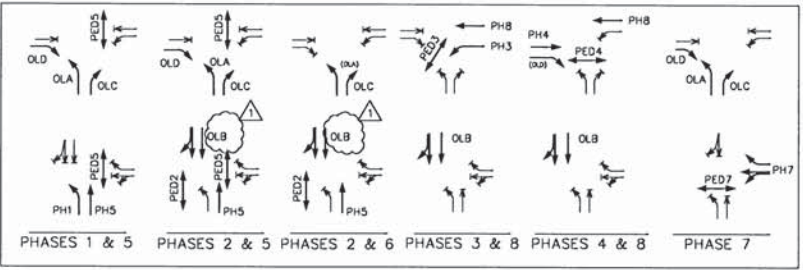 PED5
OLD
OLA
OLC
PED5
PH1
PH5
PHASES 1 & 5
PED5
OLD
OLA
OLC
1
OLB
PED5
PED2
PH5
PHASES 2 & 5
(OLA)
OLC
1
OLB
PED2
PH5
PHASES 2 & 6
PH8
PH3
PED3
OLB
PHASES 3 & 8
PH8
PH4
PED4
(OLD)
OLB
PHASES 4 & 8
OLD
OLA
OLC
PH7
PED7
PHASE 7